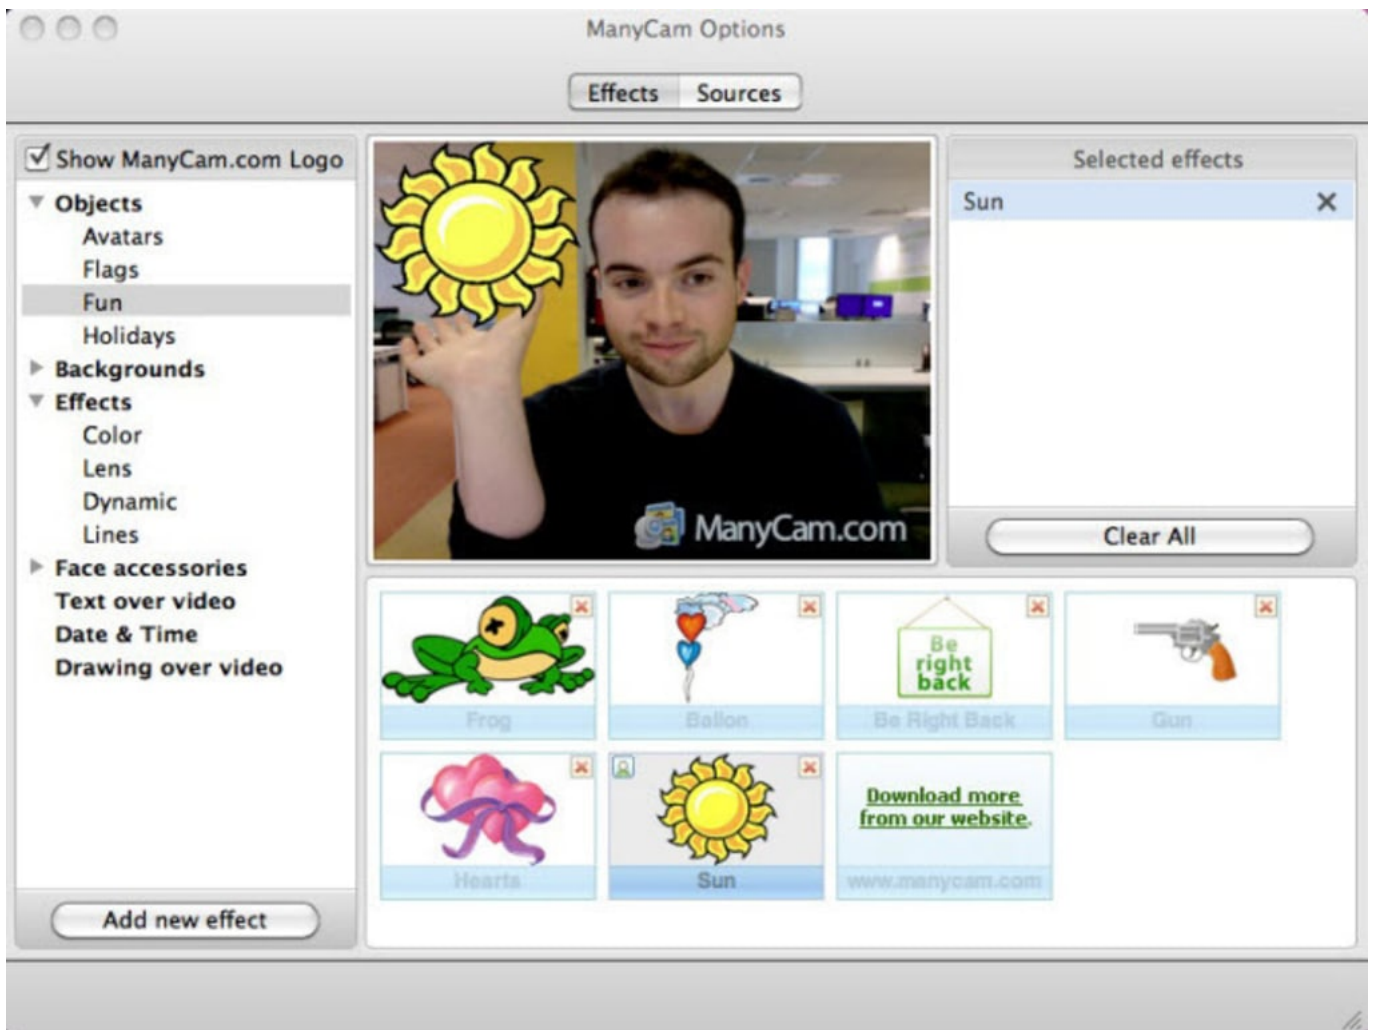 ManyCam Options
Effects Sources
Show ManyCam.com Logo
Objects
Avatars
Flags
Fun
Holidays
Backgrounds
Effects
Color
Lens
Dynamic
Lines
Face accessories
Text over video
Date & Time
Drawing over video
Add new effect
ManyCam.com
Selected effects
Sun
Clear All
Frog
Ballon
Be
right
back
Be Right Back
Gun
Hearts
Sun
Download more
from our website.
www.manycam.com